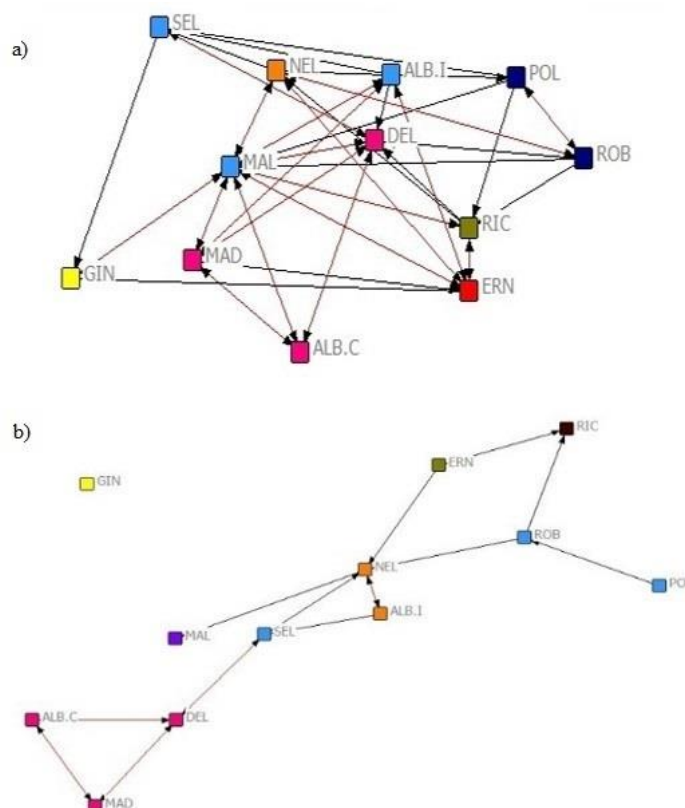 a)
SEL
NEL
ALB.I
POL
DEL
ROB
MAL
RIC
MAD
GIN
ERN
ALB.C
b)
RIC
ERN
GIN
ROB
NEL
PO
ALB.I
SEL
MAL
ALB.C
DEL
MAD